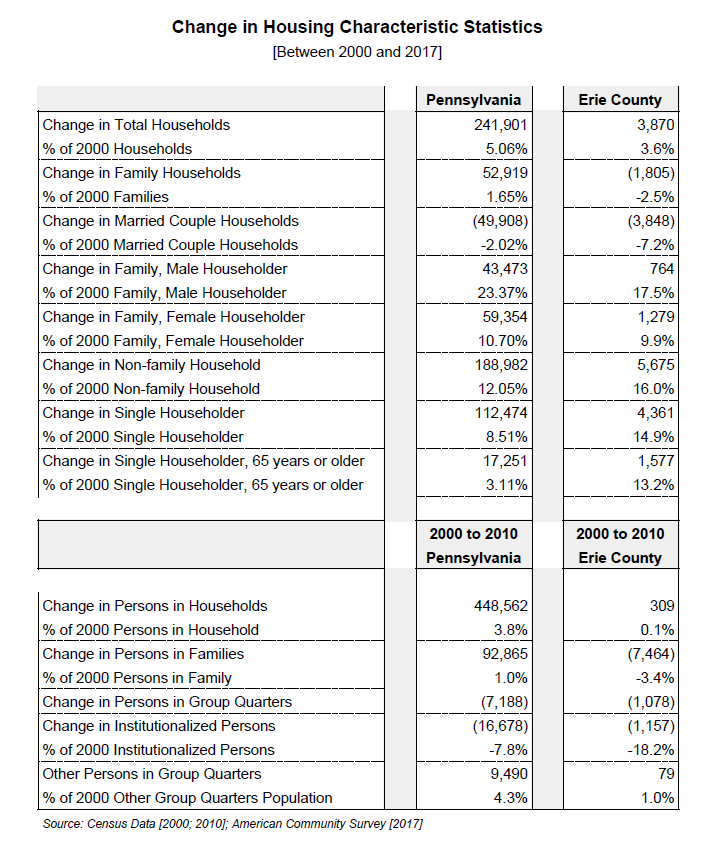 Change in Housing Characteristic Statistics
[Between 2000 and 2017]
Pennsylvania Erie County
Change in Total Households 241,901 3,870
% of 2000 Households 5.06% 3.6%
Change in Family Households 52,919 (1,805)
% of 2000 Families 1.65% -2.5%
Change in Married Couple Households (49,908) (3,848)
% of 2000 Married Couple Households -2.02% -7.2%
Change in Family, Male Householder 43,473 764
% of 2000 Family, Male Householder 23.37% 17.5%
Change in Family, Female Householder 59,354 1,279
% of 2000 Family, Female Householder 10.70% 9.9%
Change in Non-family Household 188,982 5,675
% of 2000 Non-family Household 12.05% 16.0%
Change in Single Householder 112,474 4,361
% of 2000 Single Householder 8.51% 14.9%
Change in Single Householder, 65 years or older 17,251 1,577
% of 2000 Single Householder, 65 years or older 3.11% 13.2%
2000 to 2010 2000 to 2010
Pennsylvania Erie County
Change in Persons in Households 448,562 309
% of 2000 Persons in Household 3.8% 0.1%
Change in Persons in Families 92,865 (7,464)
% of 2000 Persons in Family 1.0% -3.4%
Change in Persons in Group Quarters (7,188) (1,078)
Change in Institutionalized Persons (16,678) (1,157)
% of 2000 Institutionalized Persons -7.8% -18.2%
Other Persons in Group Quarters 9,490 79
% of 2000 Other Group Quarters Population 4.3% 1.0%
Source: Census Data [2000; 2010]; American Community Survey [2017]